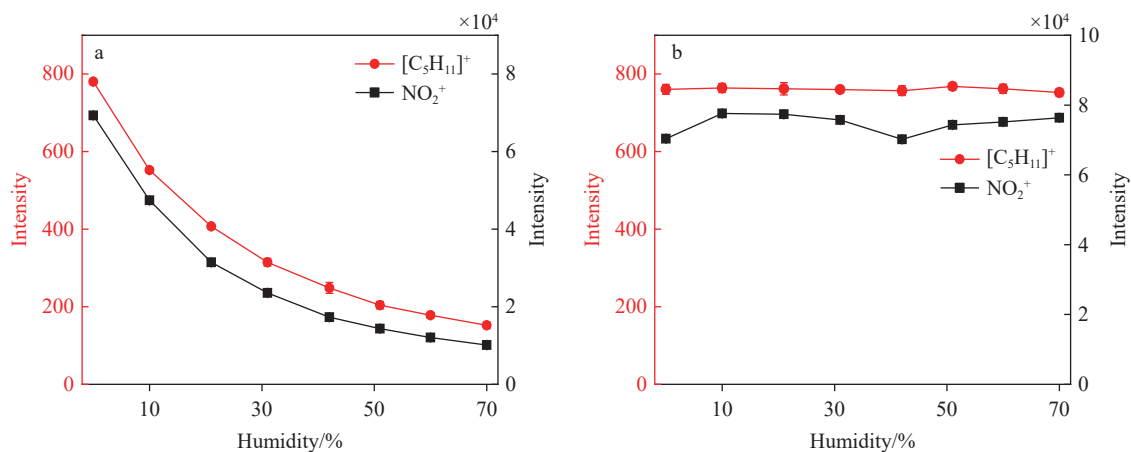 ×10⁴
a
[C₅H₁₁]⁺
NO₂⁺
800
600
400
200
0
8
6
4
2
0
Intensity
Intensity
10 30 50 70
Humidity/%
×10⁴
b
[C₅H₁₁]⁺
NO₂⁺
800
600
400
200
0
10
8
6
4
2
0
Intensity
Intensity
10 30 50 70
Humidity/%